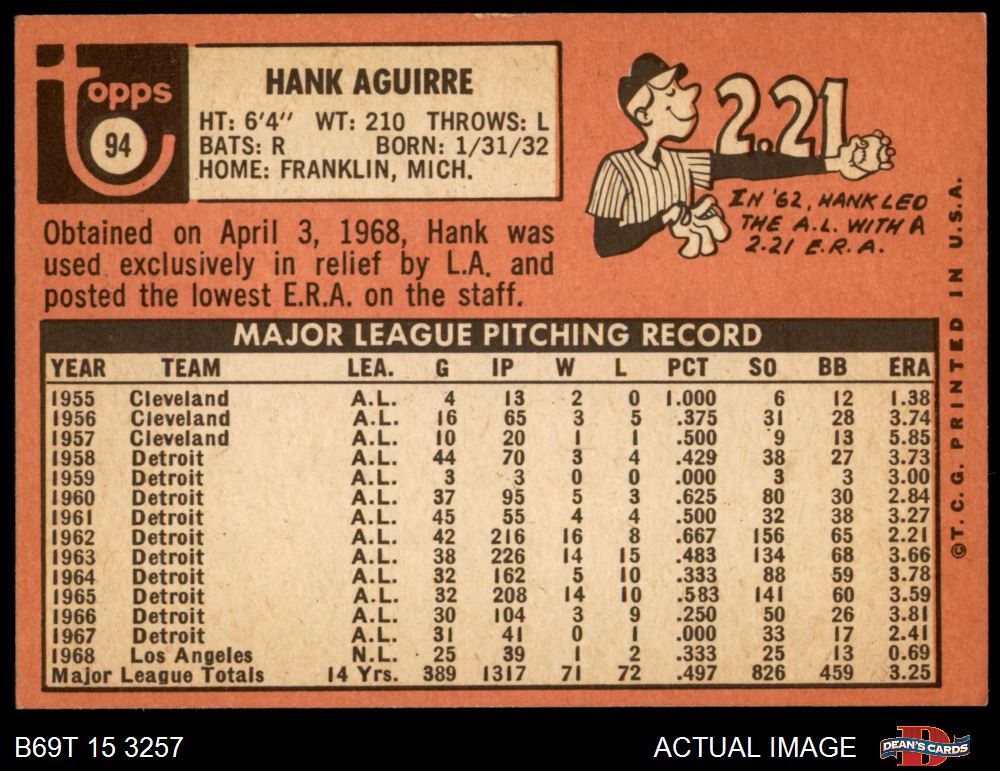 Topps
94
HANK AGUIRRE
HT: 6'4" WT: 210 THROWS: L
BATS: R BORN: 1/31/32
HOME: FRANKLIN, MICH.
2.21
IN '62, HANK LED
THE A.L. WITH A
2.21 E.R.A.
Obtained on April 3, 1968, Hank was
used exclusively in relief by L.A. and
posted the lowest E.R.A. on the staff.
MAJOR LEAGUE PITCHING RECORD
YEAR TEAM LEA. G IP W L PCT SO BB ERA
1955 Cleveland A.L. 4 13 2 0 1.000 6 12 1.38
1956 Cleveland A.L. 16 65 3 5 .375 31 28 3.74
1957 Cleveland A.L. 10 20 1 1 .500 9 13 5.85
1958 Detroit A.L. 44 70 3 4 .429 38 27 3.73
1959 Detroit A.L. 3 3 0 0 .000 3 3 3.00
1960 Detroit A.L. 37 95 5 3 .625 80 30 2.84
1961 Detroit A.L. 45 55 4 4 .500 32 38 3.27
1962 Detroit A.L. 42 216 16 8 .667 156 65 2.21
1963 Detroit A.L. 38 226 14 15 .483 134 68 3.66
1964 Detroit A.L. 32 162 5 10 .333 88 59 3.78
1965 Detroit A.L. 32 208 14 10 .583 141 60 3.59
1966 Detroit A.L. 30 104 3 9 .250 50 26 3.81
1967 Detroit A.L. 31 41 0 1 .000 33 17 2.41
1968 Los Angeles N.L. 25 39 1 2 .333 25 13 0.69
Major League Totals 14 Yrs. 389 1317 71 72 .497 826 459 3.25
©T. C. G. PRINTED IN U.S.A.
B69T 15 3257
ACTUAL IMAGE
DEAN'S CARDS